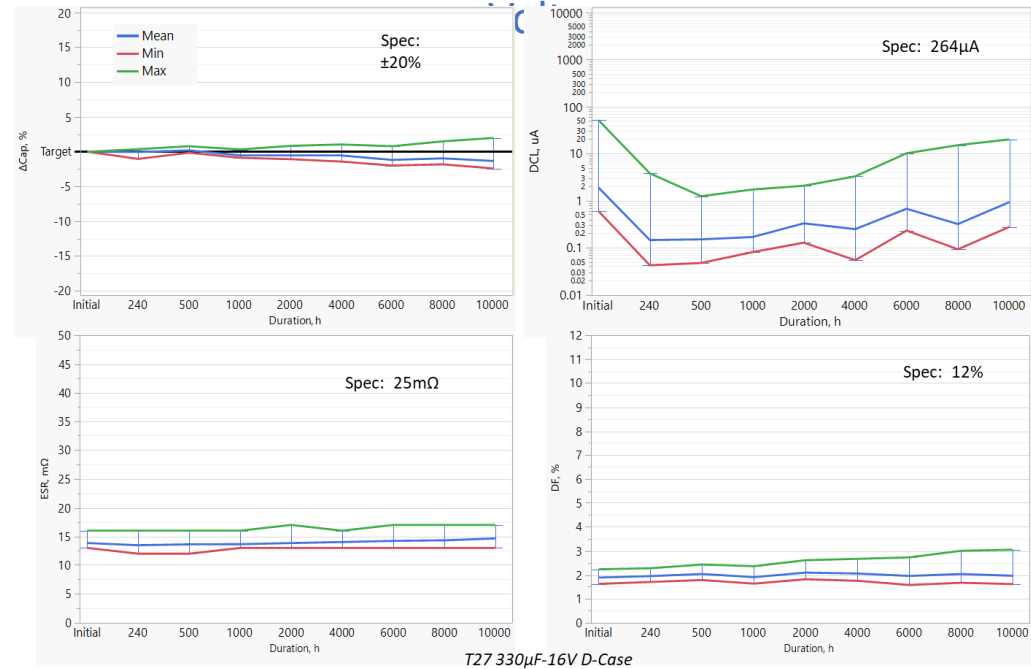 20
15
10
5
Target
-5
-10
-15
-20
ΔCap, %
Mean
Min
Max
Spec:
±20%
Initial 240 500 1000 2000 4000 6000 8000 10000
Duration, h
10000
5000
3000
2000
1000
500
300
200
100
50
30
20
10
5
3
2
1
0.5
0.3
0.2
0.1
0.05
0.03
0.02
0.01
DCL, uA
Spec: 264µA
Initial 240 500 1000 2000 4000 6000 8000 10000
Duration, h
50
45
40
35
30
25
20
15
10
5
0
ESR, mΩ
Spec: 25mΩ
Initial 240 500 1000 2000 4000 6000 8000 10000
Duration, h
12
11
10
9
8
7
6
5
4
3
2
1
0
DF, %
Spec: 12%
Initial 240 500 1000 2000 4000 6000 8000 10000
Duration, h
T27 330µF-16V D-Case